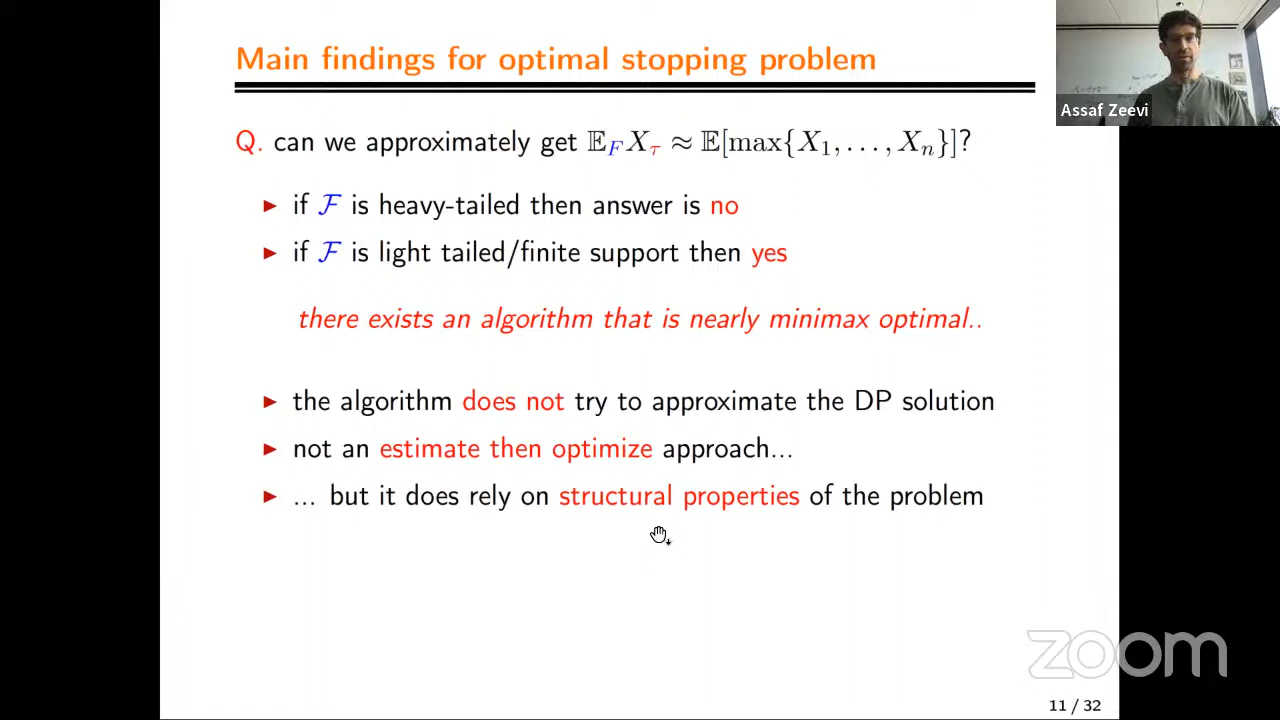 Main findings for optimal stopping problem
Assaf Zeevi
Q. can we approximately get 𝔼_F X_τ ≈ 𝔼[max{X_1, . . . , X_n}]?
► if ℱ is heavy-tailed then answer is no
► if ℱ is light tailed/finite support then yes
there exists an algorithm that is nearly minimax optimal..
► the algorithm does not try to approximate the DP solution
► not an estimate then optimize approach...
► ... but it does rely on structural properties of the problem
zoom
11 / 32